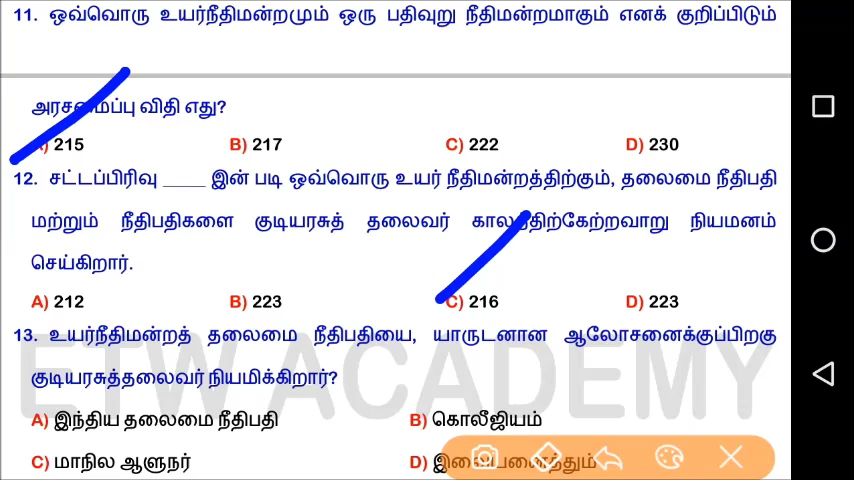 11. ஒவ்வொரு உயர்நீதிமன்றமும் ஒரு பதிவுறு நீதிமன்றமாகும் எனக் குறிப்பிடும்
அரசமைப்பு விதி எது?
A) 215 B) 217 C) 222 D) 230
12. சட்டப்பிரிவு ____ இன் படி ஒவ்வொரு உயர் நீதிமன்றத்திற்கும், தலைமை நீதிபதி
மற்றும் நீதிபதிகளை குடியரசுத் தலைவர் காலத்திற்கேற்றவாறு நியமனம்
செய்கிறார்.
A) 212 B) 223 C) 216 D) 223
13. உயர்நீதிமன்றத் தலைமை நீதிபதியை, யாருடனான ஆலோசனைக்குப்பிறகு
குடியரசுத்தலைவர் நியமிக்கிறார்?
ETW ACADEMY
A) இந்திய தலைமை நீதிபதி B) கொலீஜியம்
C) மாநில ஆளுநர் D) இவையனைத்தும்